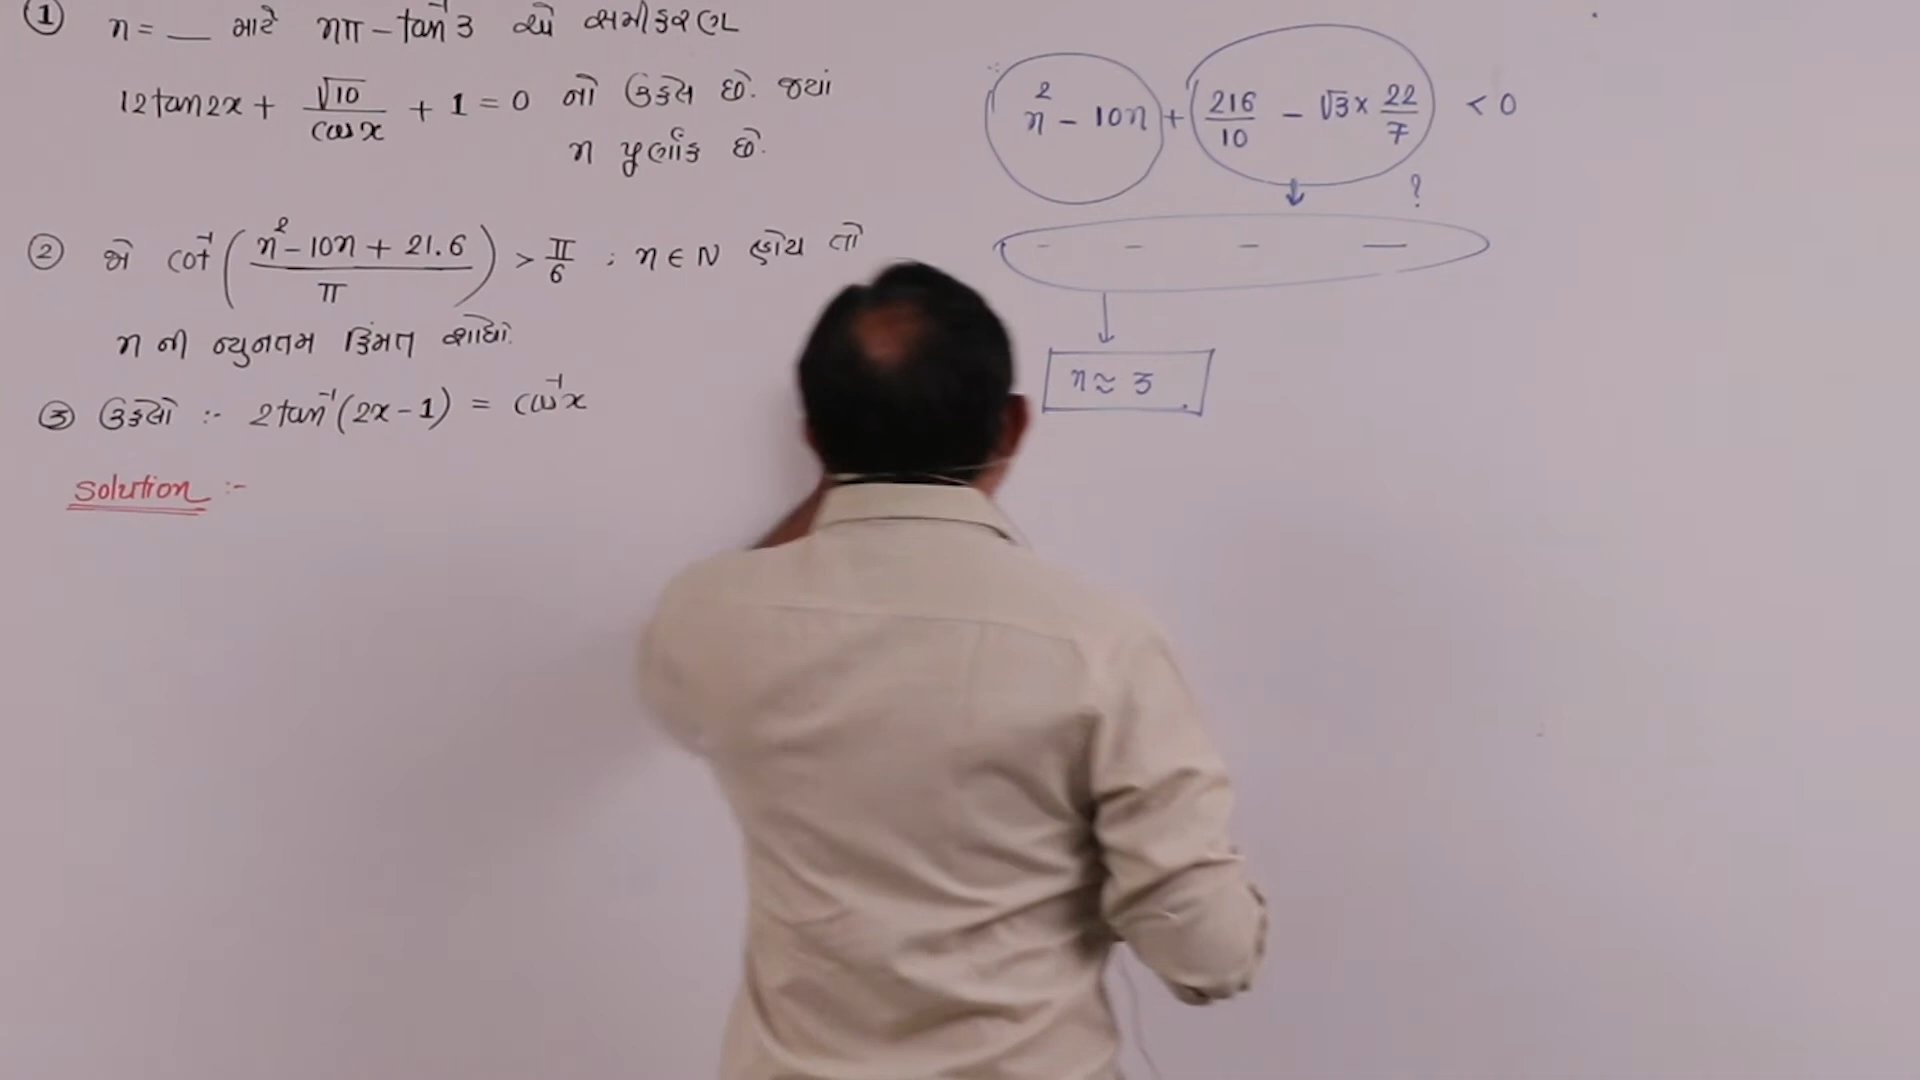 ① n = __ માટે nπ - tan⁻¹3 એ સમીકરણ
12tan2x + √10/cosx + 1 = 0 નો ઉકેલ છે. જ્યાં
n પુર્ણાંક છે.
② જો cot⁻¹((n² - 10n + 21.6)/π) > π/6 ; n ∈ N હોય તો
n ની ન્યુનતમ કિંમત શોધો.
③ ઉકેલો :- 2tan⁻¹(2x - 1) = cos⁻¹x
Solution :-
n² - 10n + 216/10 - √3 × 22/7 < 0
?
n ≈ 3